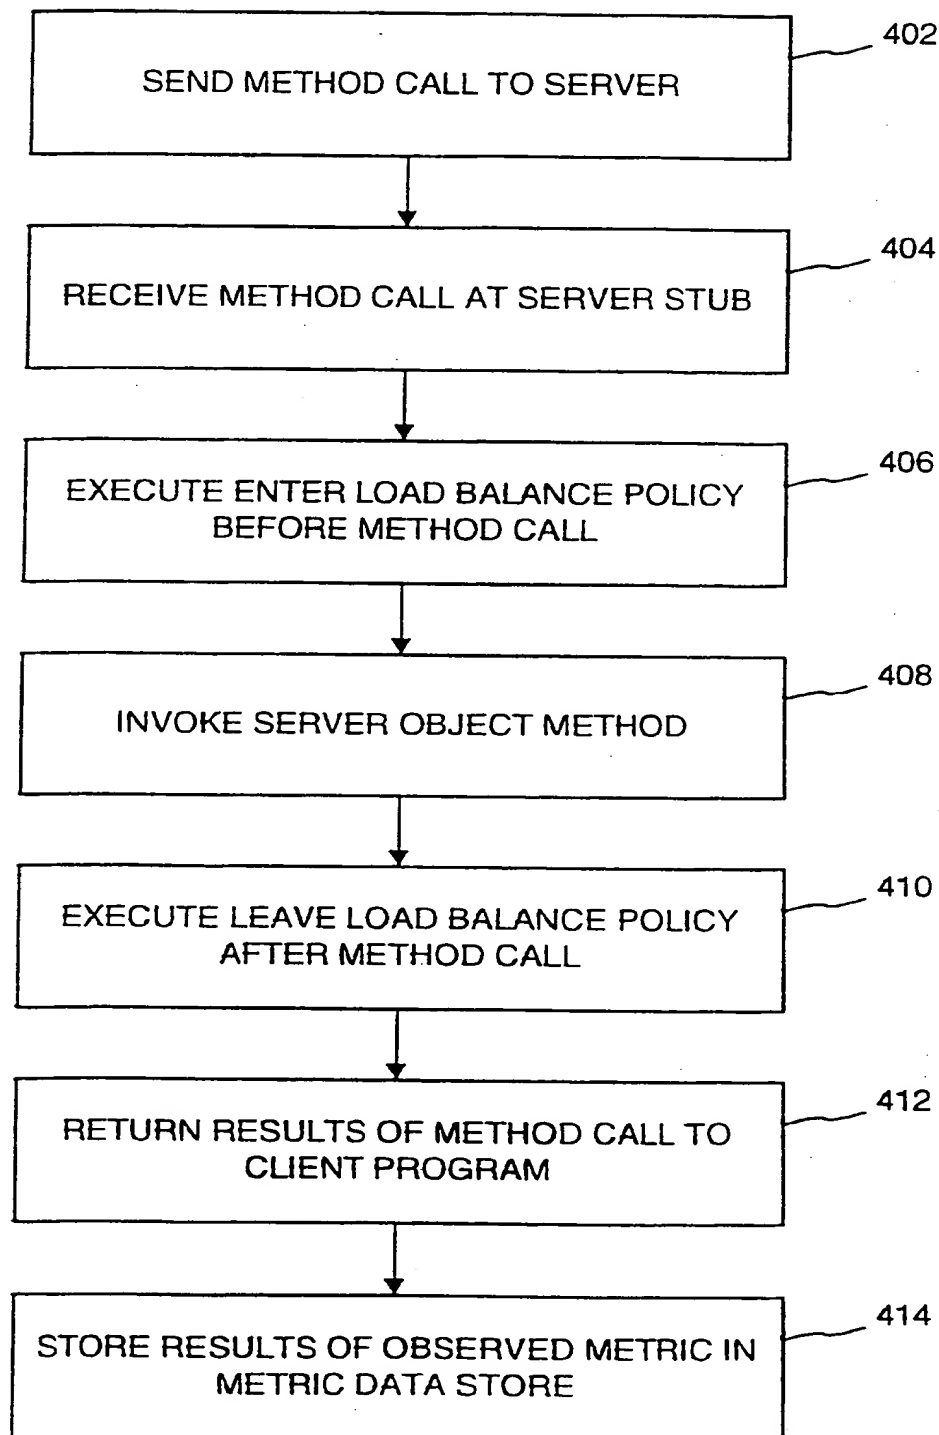 402
SEND METHOD CALL TO SERVER
404
RECEIVE METHOD CALL AT SERVER STUB
406
EXECUTE ENTER LOAD BALANCE POLICY
BEFORE METHOD CALL
408
INVOKE SERVER OBJECT METHOD
410
EXECUTE LEAVE LOAD BALANCE POLICY
AFTER METHOD CALL
412
RETURN RESULTS OF METHOD CALL TO
CLIENT PROGRAM
414
STORE RESULTS OF OBSERVED METRIC IN
METRIC DATA STORE